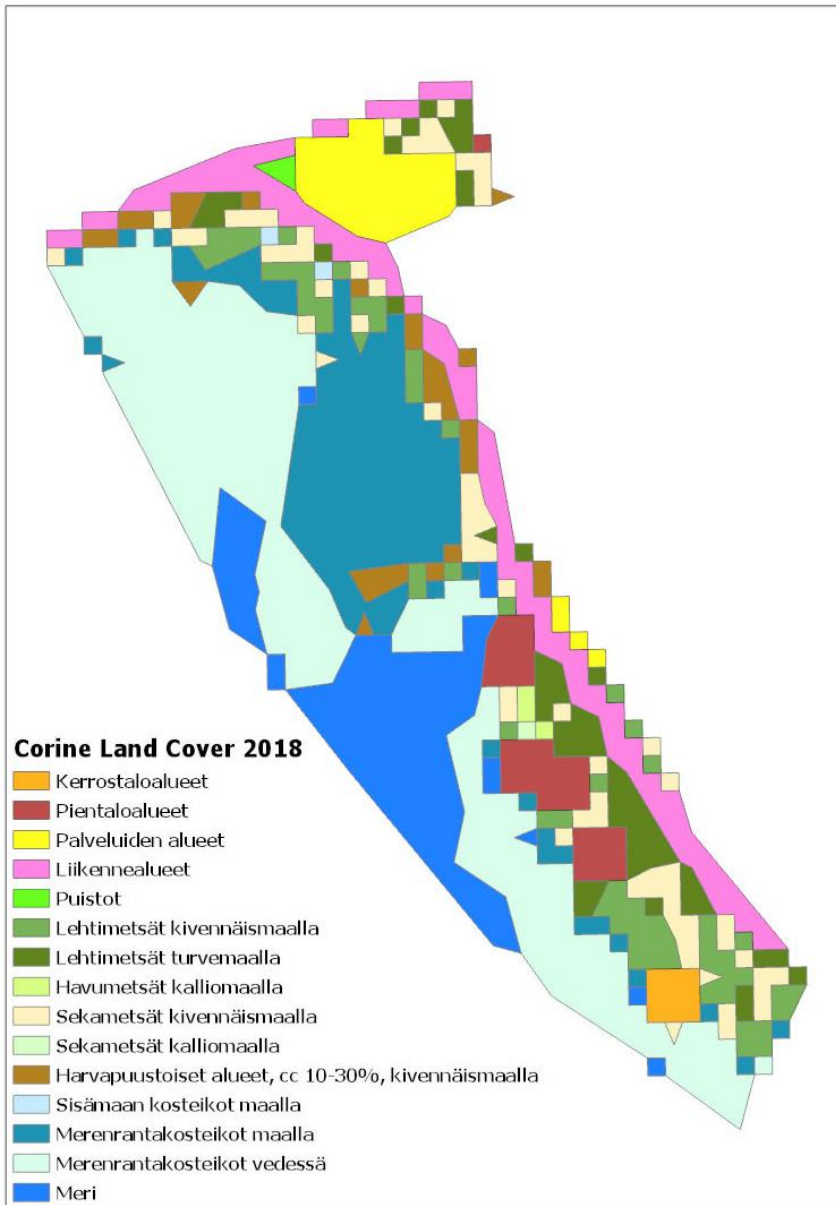 Corine Land Cover 2018
Kerrostaloalueet
Pientaloalueet
Palveluiden alueet
Liikennealueet
Puistot
Lehtimetsät kivennäismaalla
Lehtimetsät turvemaalla
Havumetsät kalliomaalla
Sekametsät kivennäismaalla
Sekametsät kalliomaalla
Harvapuustoiset alueet, cc 10-30%, kivennäismaalla
Sisämaan kosteikot maalla
Merenrantakosteikot maalla
Merenrantakosteikot vedessä
Meri